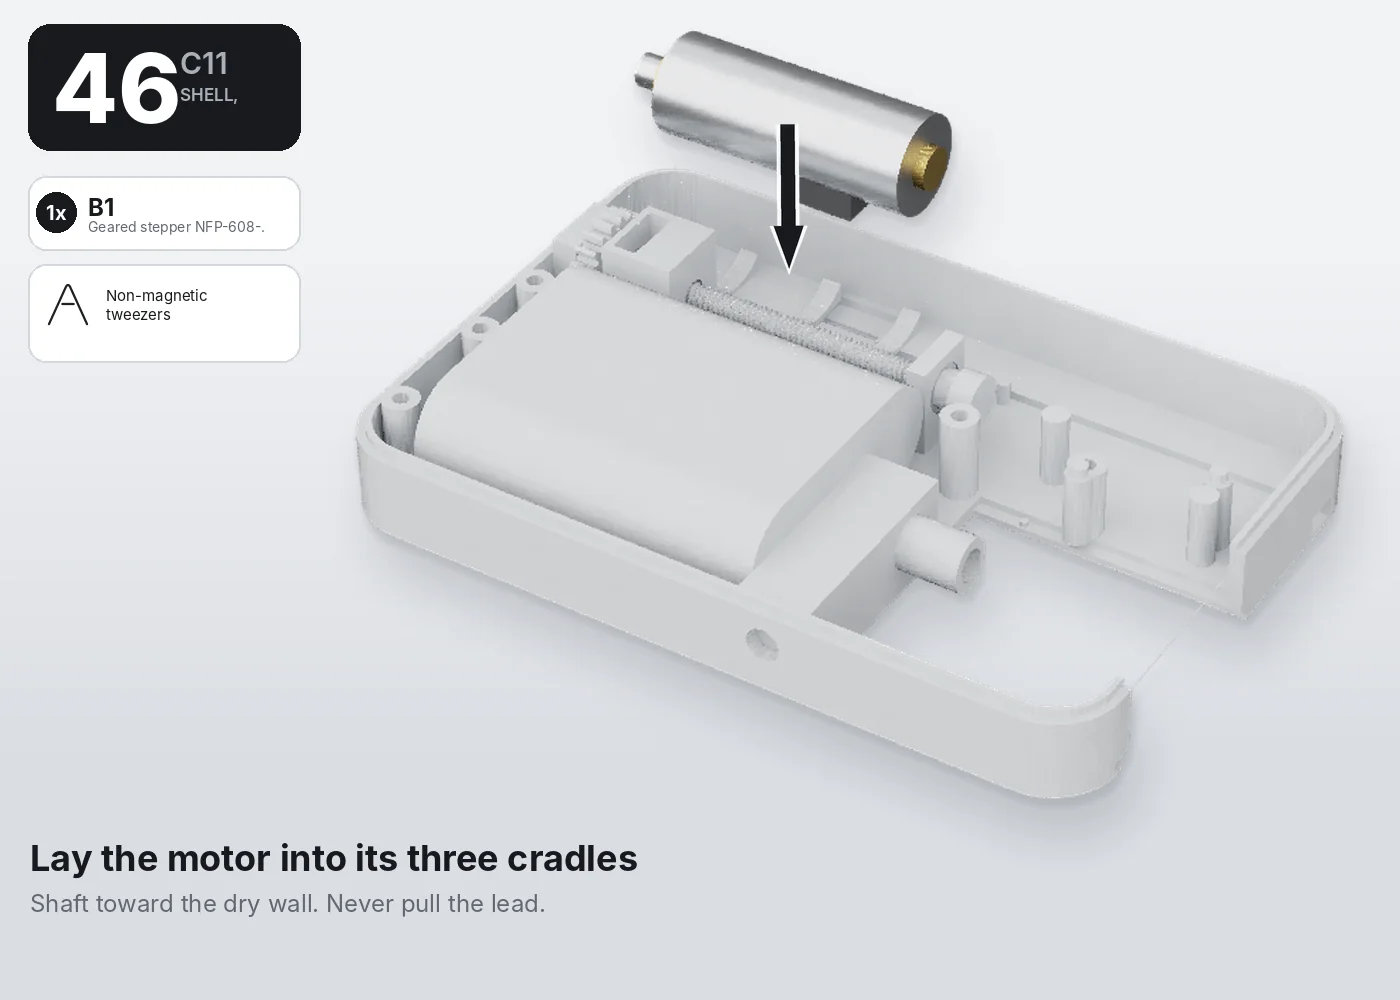 46
C11
SHELL,
1x
B1
Geared stepper NFP-608-.
Non-magnetic
tweezers
Lay the motor into its three cradles
Shaft toward the dry wall. Never pull the lead.